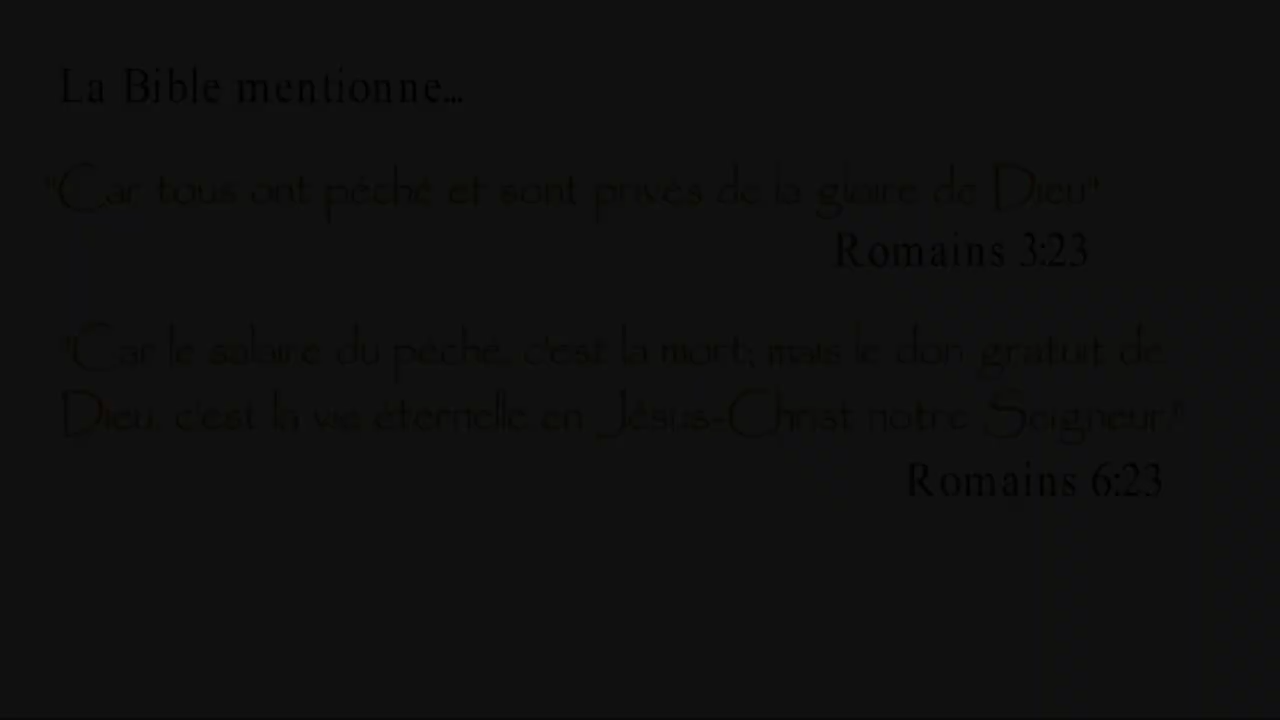 La Bible mentionne...
"Car tous ont péché et sont privés de la gloire de Dieu"
Romains 3:23
"Car le salaire du péché, c'est la mort; mais le don gratuit de
Dieu, c'est la vie éternelle en Jésus-Christ notre Seigneur."
Romains 6:23